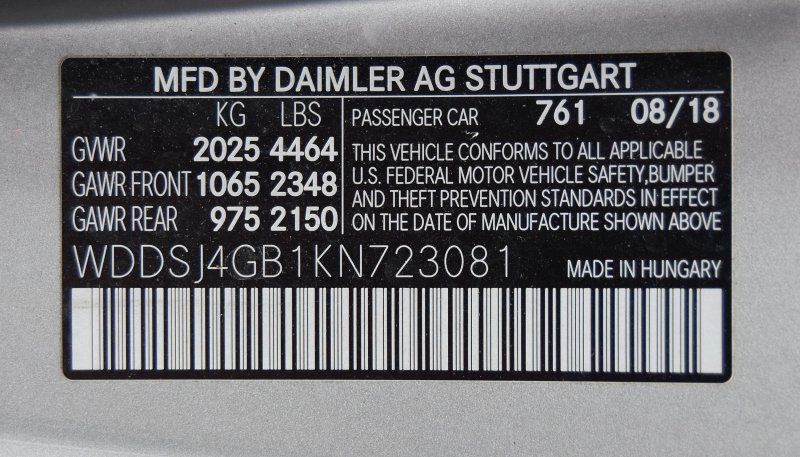 MFD BY DAIMLER AG STUTTGART
KG LBS
PASSENGER CAR 761 08/18
GVWR 2025 4464
GAWR FRONT 1065 2348
GAWR REAR 975 2150
THIS VEHICLE CONFORMS TO ALL APPLICABLE
U.S. FEDERAL MOTOR VEHICLE SAFETY,BUMPER
AND THEFT PREVENTION STANDARDS IN EFFECT
ON THE DATE OF MANUFACTURE SHOWN ABOVE
WDDSJ4GB1KN723081
MADE IN HUNGARY